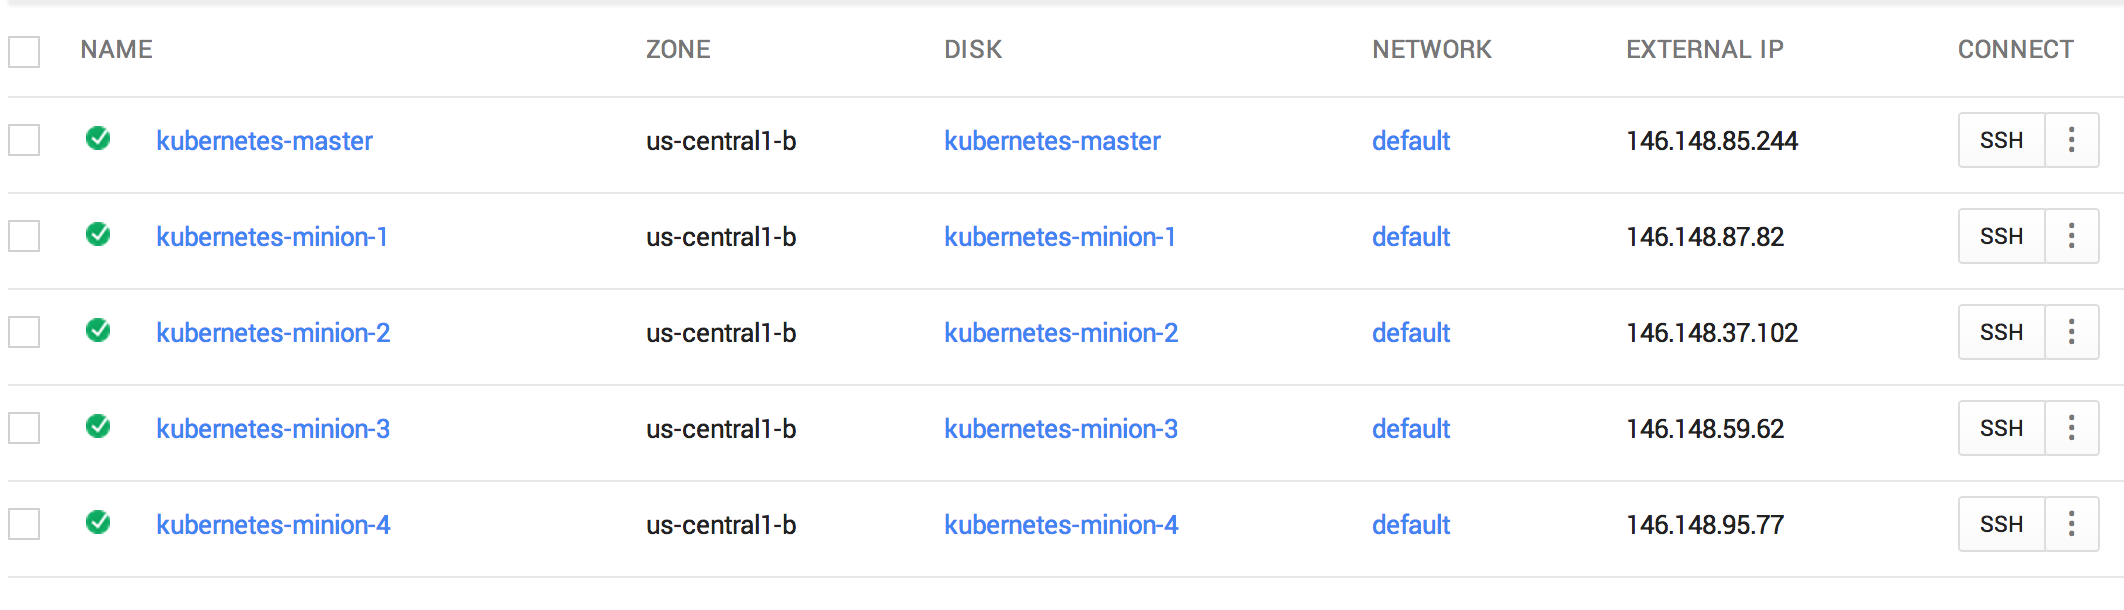 NAME ZONE DISK NETWORK EXTERNAL IP CONNECT
kubernetes-master us-central1-b kubernetes-master default 146.148.85.244 SSH
kubernetes-minion-1 us-central1-b kubernetes-minion-1 default 146.148.87.82 SSH
kubernetes-minion-2 us-central1-b kubernetes-minion-2 default 146.148.37.102 SSH
kubernetes-minion-3 us-central1-b kubernetes-minion-3 default 146.148.59.62 SSH
kubernetes-minion-4 us-central1-b kubernetes-minion-4 default 146.148.95.77 SSH